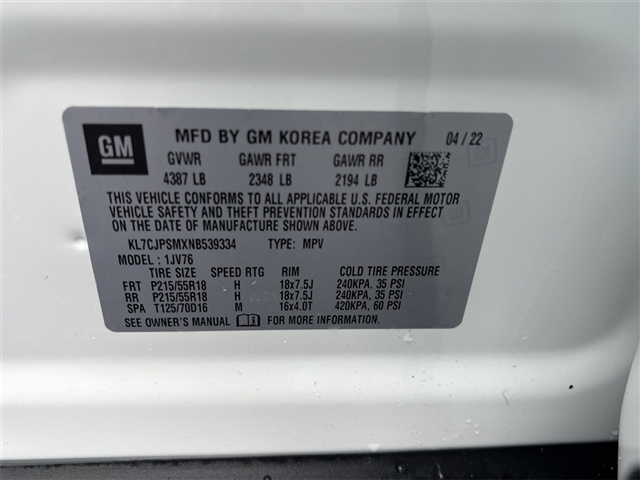 GM
MFD BY GM KOREA COMPANY 04/22
GVWR GAWR FRT GAWR RR
4387 LB 2348 LB 2194 LB
THIS VEHICLE CONFORMS TO ALL APPLICABLE U.S. FEDERAL MOTOR
VEHICLE SAFETY AND THEFT PREVENTION STANDARDS IN EFFECT
ON THE DATE OF MANUFACTURE SHOWN ABOVE.
KL7CJPSMXNB539334 TYPE: MPV
MODEL: 1JV76
TIRE SIZE SPEED RTG RIM COLD TIRE PRESSURE
FRT P215/55R18 H 18x7.5J 240KPA, 35 PSI
RR P215/55R18 H 18x7.5J 240KPA, 35 PSI
SPA T125/70D16 M 16x4.0T 420KPA, 60 PSI
SEE OWNER'S MANUAL FOR MORE INFORMATION